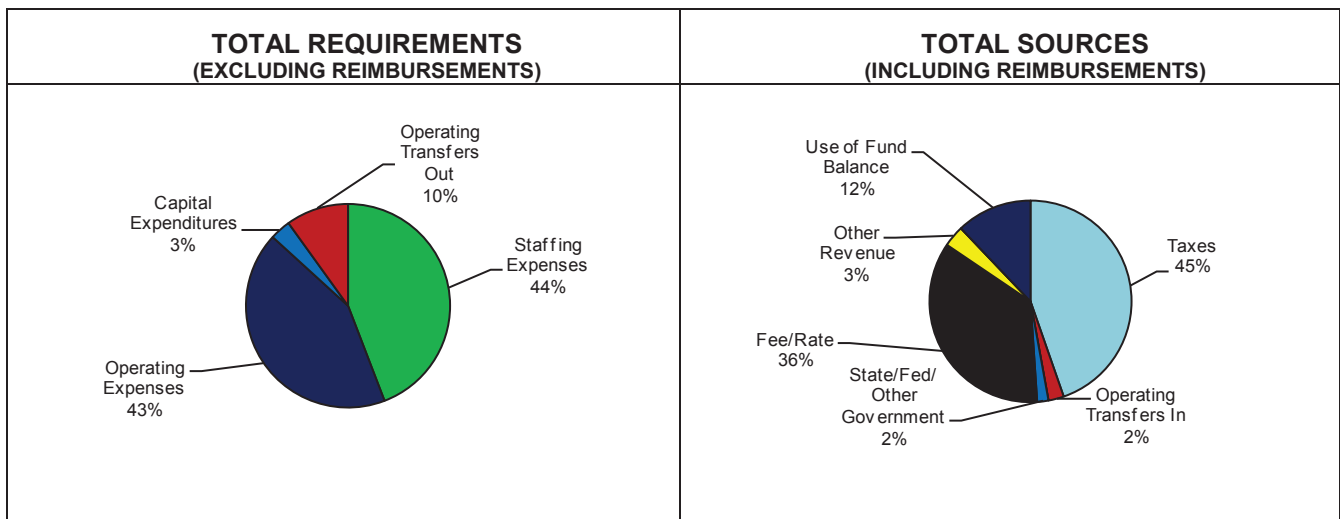 TOTAL REQUIREMENTS
(EXCLUDING REIMBURSEMENTS)
Operating
Transfers
Out
10%
Capital
Expenditures
3%
Staffing
Expenses
44%
Operating
Expenses
43%
TOTAL SOURCES
(INCLUDING REIMBURSEMENTS)
Use of Fund
Balance
12%
Other
Revenue
3%
Taxes
45%
Fee/Rate
36%
State/Fed/
Other
Government
2%
Operating
Transfers In
2%